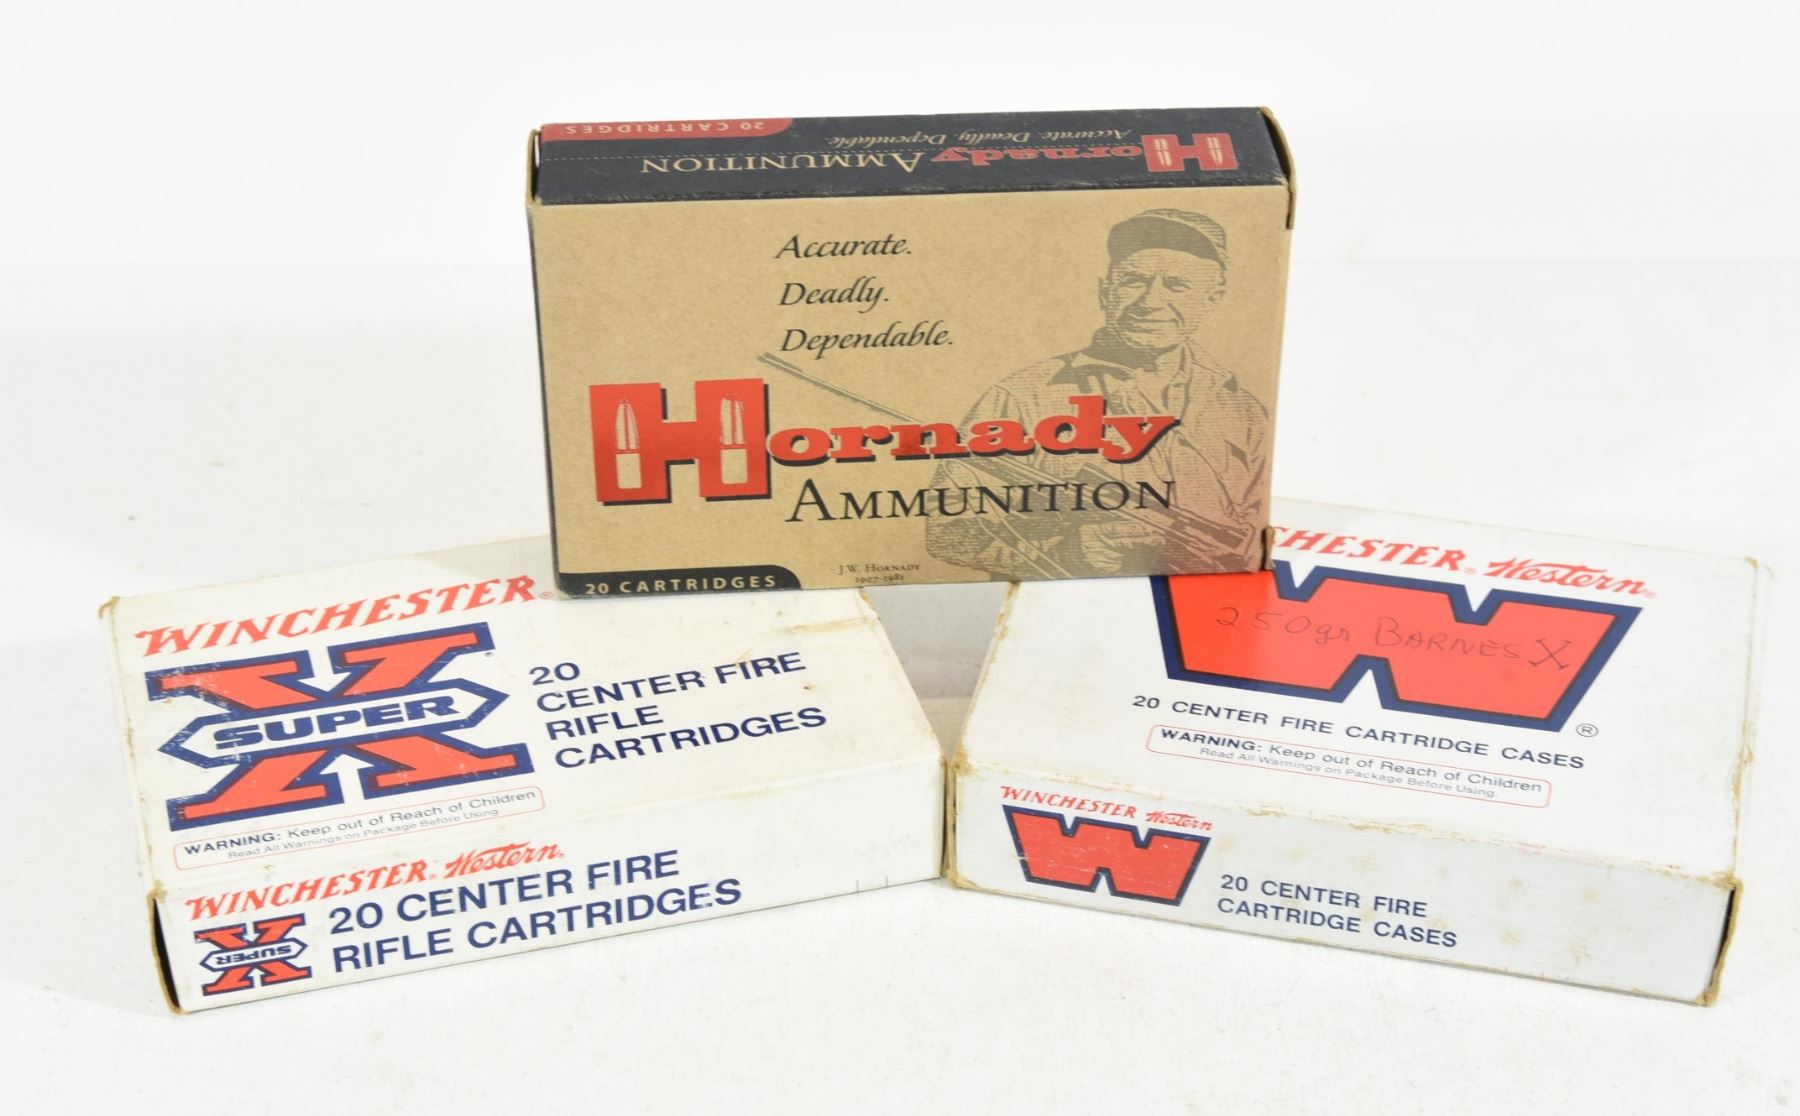 20 CARTRIDGES
Hornady AMMUNITION Accurate. Deadly. Dependable.
Accurate.
Deadly.
Dependable.
Hornady
AMMUNITION
J.W. HORNADY
1907-1981
20 CARTRIDGES
WINCHESTER®
SUPER X®
20
CENTER FIRE
RIFLE
CARTRIDGES
WARNING: Keep out of Reach of Children
Read All Warnings on Package Before Using.
WINCHESTER® Western®
SUPER X
20 CENTER FIRE
RIFLE CARTRIDGES
CHESTER® Western®
W
250gr BARNES X
®
20 CENTER FIRE CARTRIDGE CASES
WARNING: Keep out of Reach of Children
Read All Warnings on Package Before Using.
WINCHESTER Western
W
20 CENTER FIRE
CARTRIDGE CASES